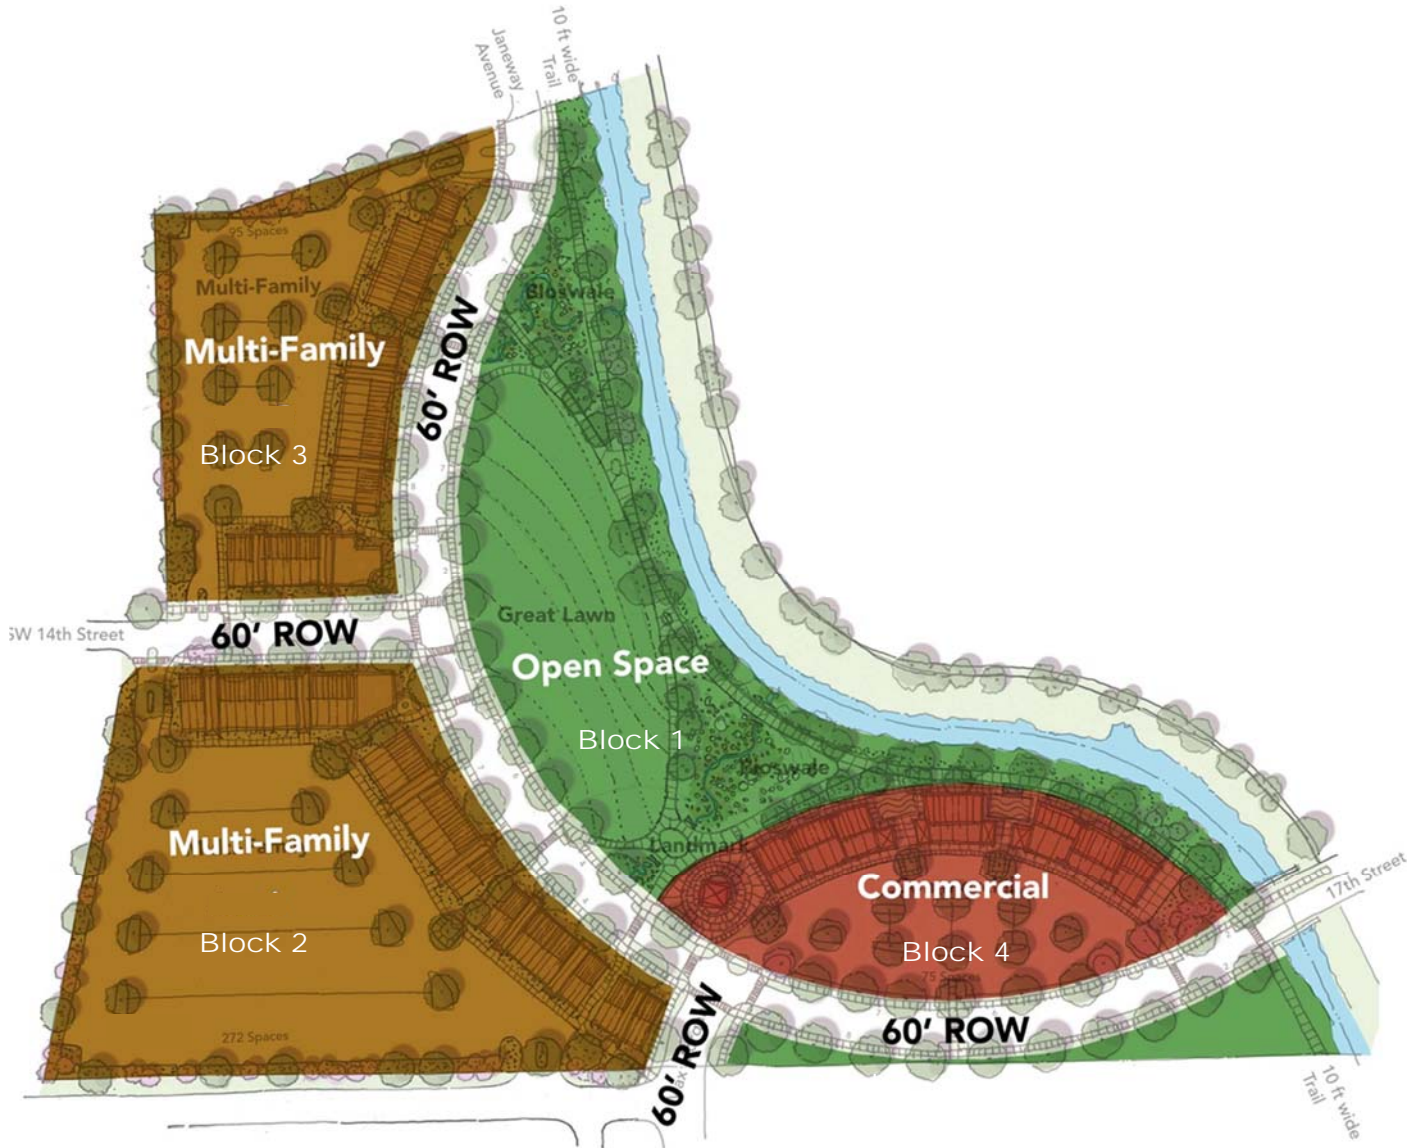 Janeway
Avenue
10 ft wide
Trail
95 Spaces
Multi-Family
Multi-Family
Block 3
60' ROW
Bioswale
SW 14th Street
60' ROW
Great Lawn
Open Space
Block 1
Bioswale
Landmark
Multi-Family
Block 2
272 Spaces
Commercial
Block 4
75 Spaces
17th Street
60' ROW
60' ROW
10 ft wide
Trail